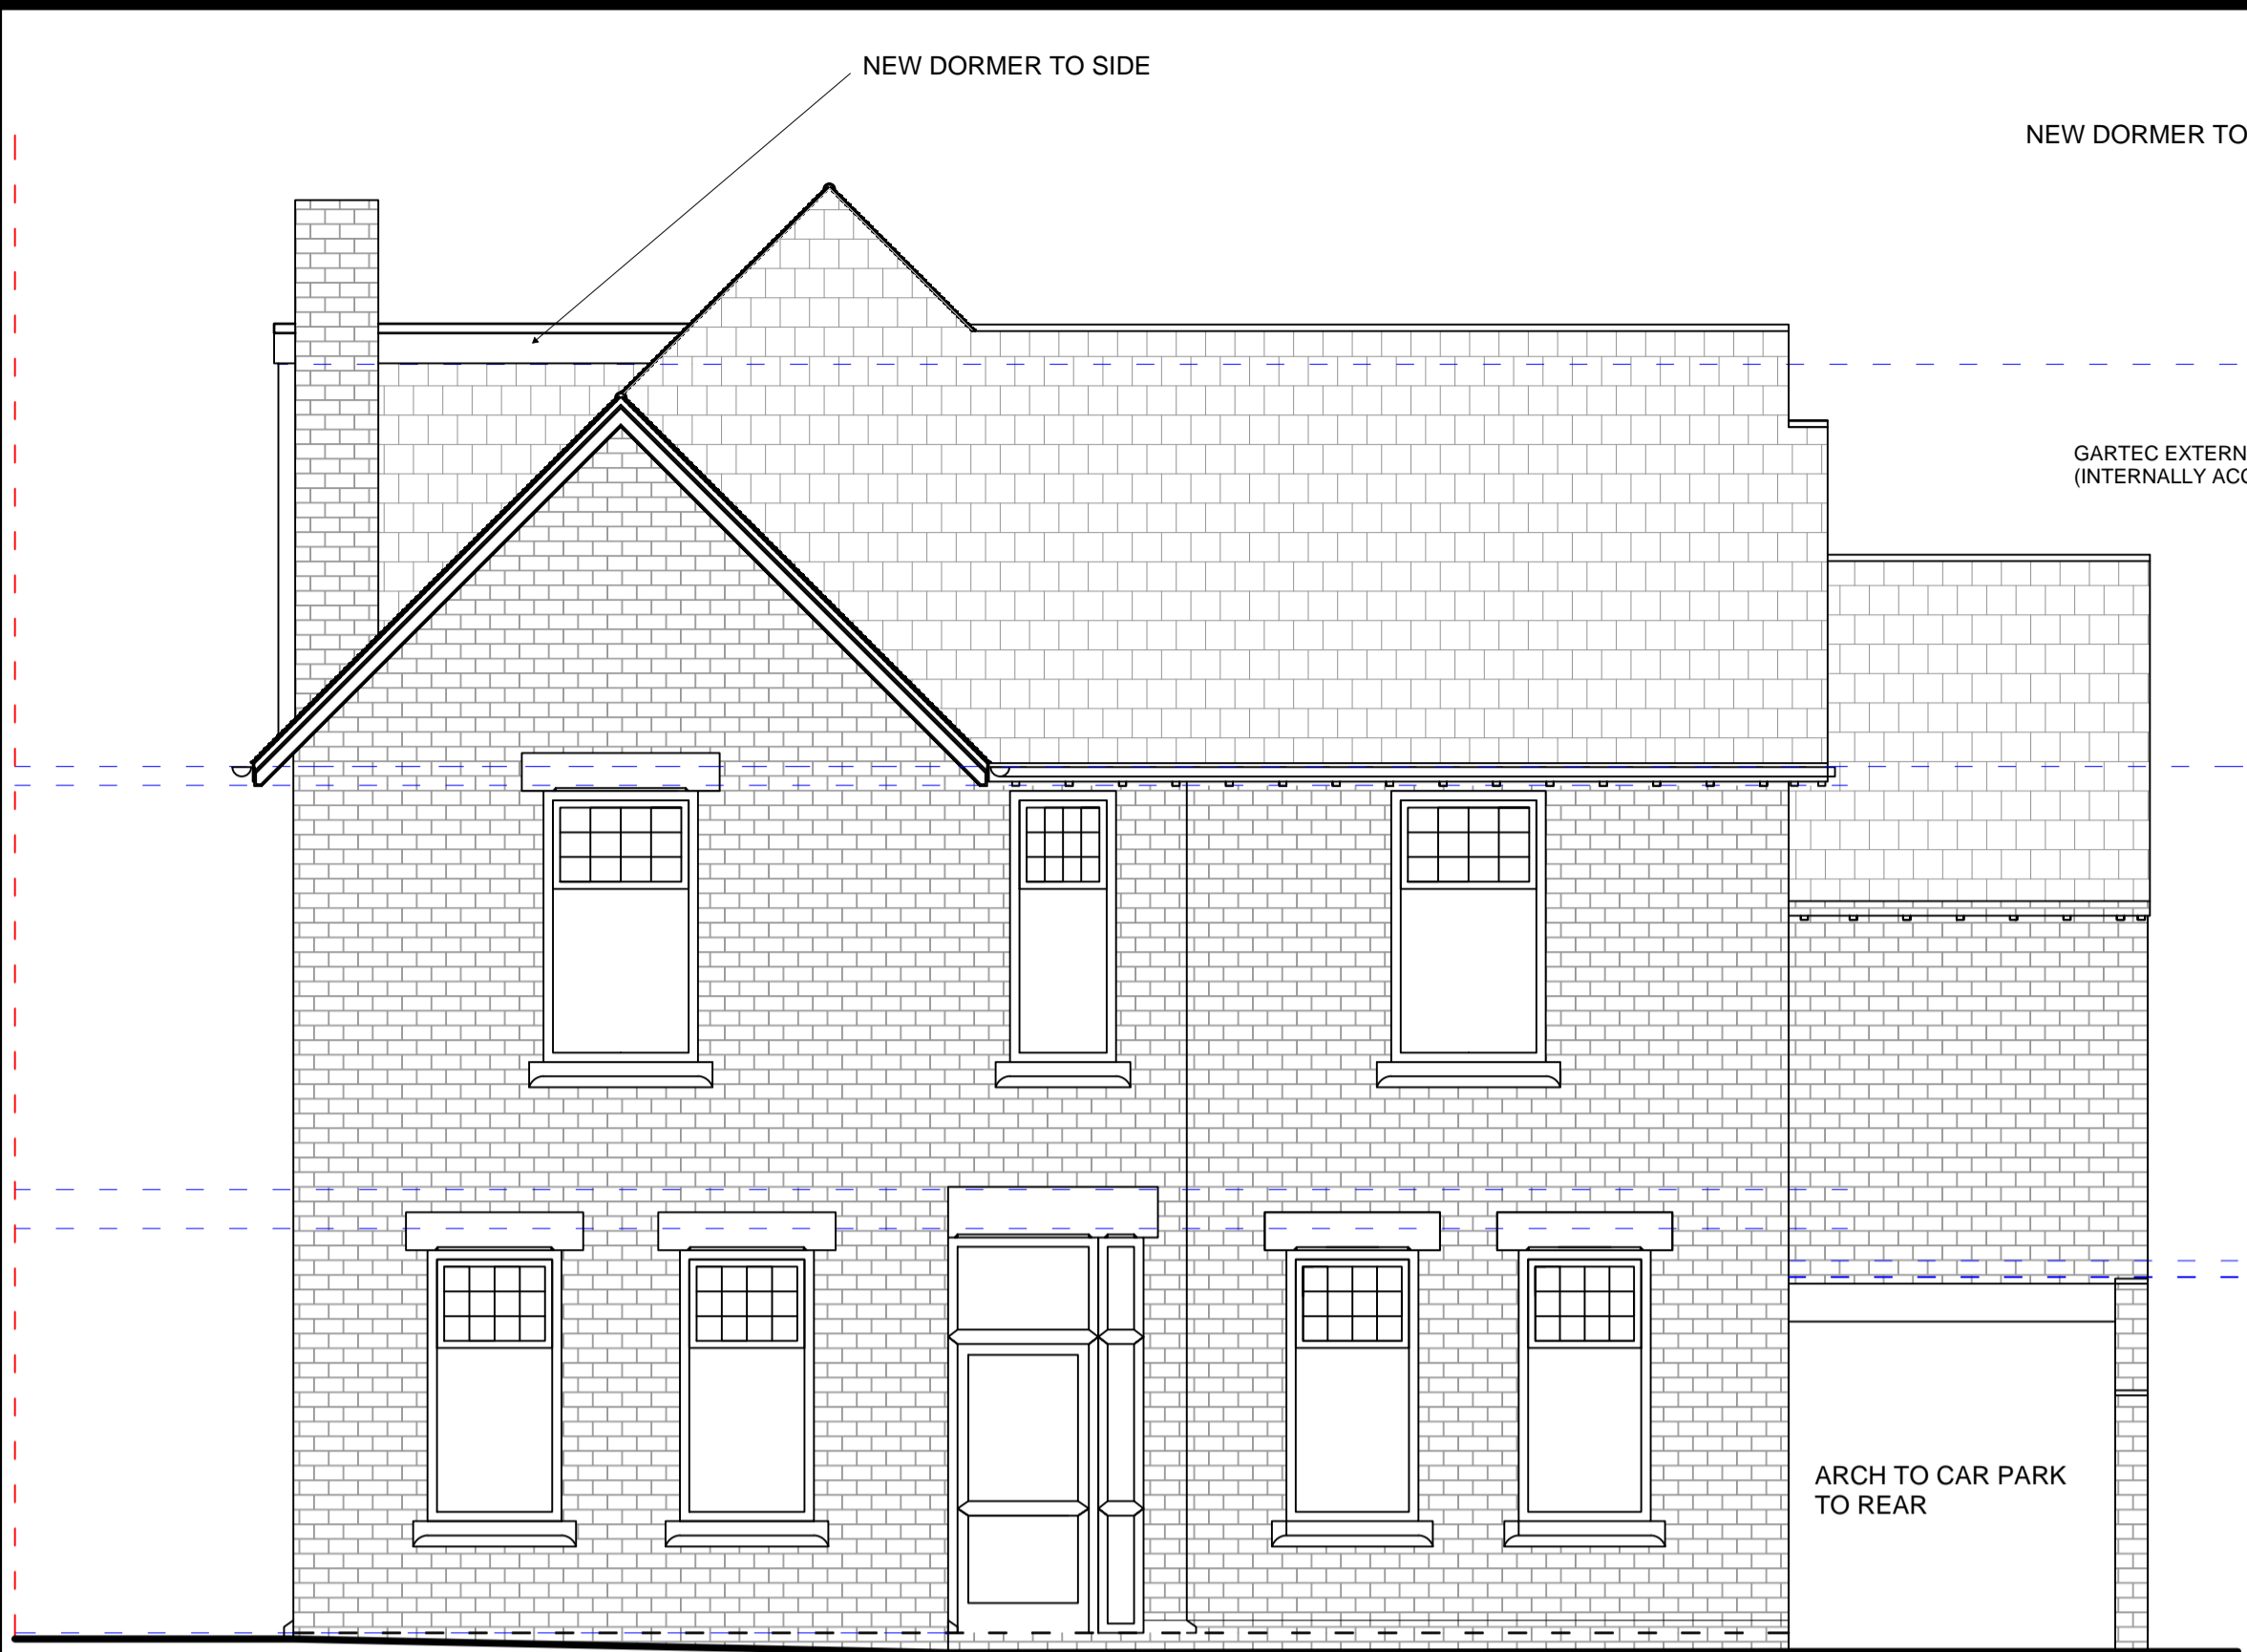 NEW DORMER TO SIDE
NEW DORMER TO
GARTEC EXTERN
(INTERNALLY ACC
ARCH TO CAR PARK
TO REAR